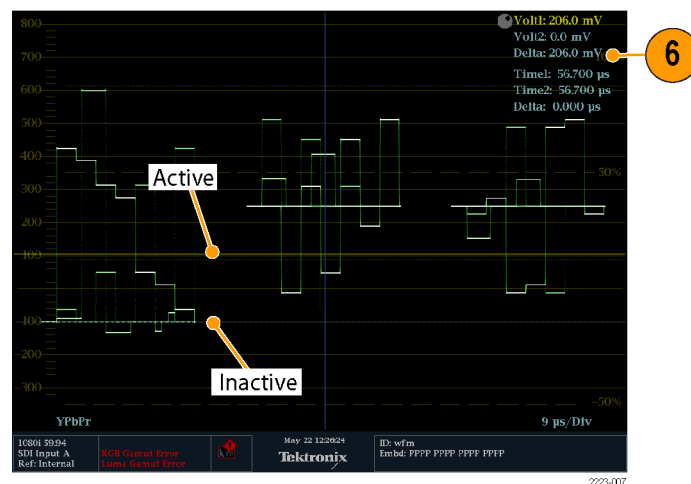 800
Volt1: 206.0 mV
Volt2: 0.0 mV
700
Delta: 206.0 mV
6
Time1: 56.700 µs
600
Time2: 56.700 µs
Delta: 0.000 µs
500
400
Active
50%
300
200
100
-100
-200
Inactive
-300
-50%
YPbPr
9 µs/Div
1080i 59.94
SDI Input A
Ref: Internal
RGB Gamut Error
Luma Gamut Error
May 22 12:26:24
Tektronix
ID: wfm
Embd: PPPP PPPP PPPP PPPP
2223-007